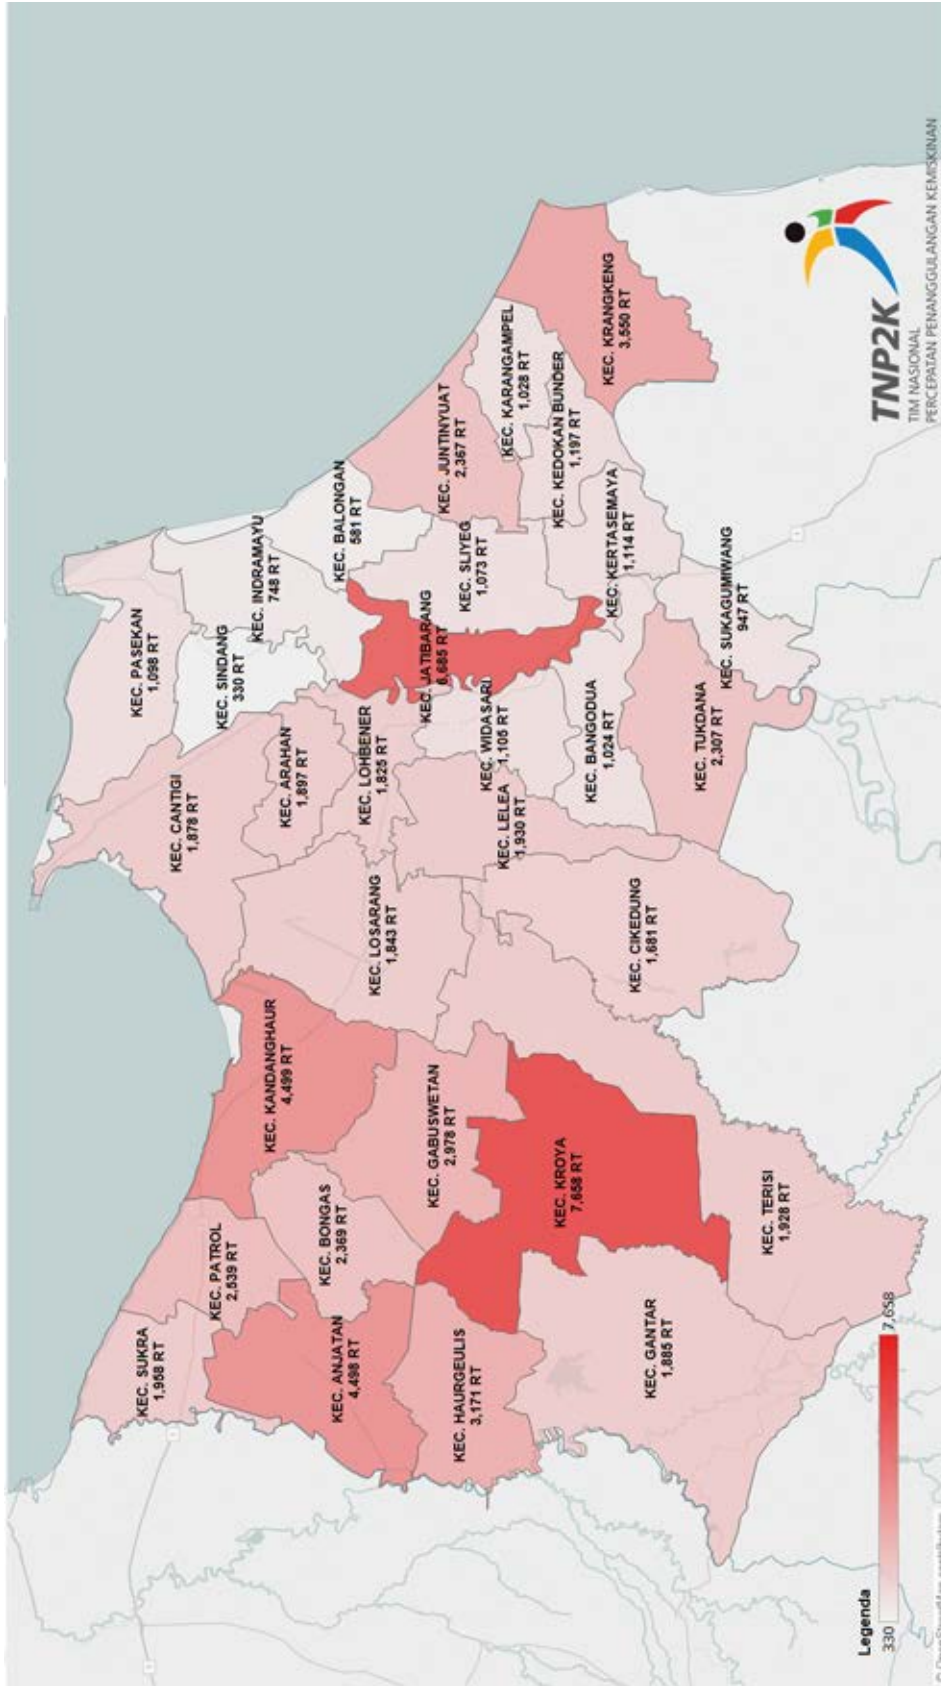 KEC. PASEKAN
1,098 RT
KEC. SUKRA
1,958 RT
KEC. CANTIGI
1,878 RT
KEC. PATROL
2,539 RT
KEC. SINDANG
330 RT
KEC. INDRAMAYU
748 RT
KEC. KANDANGHAUR
4,499 RT
KEC. ARAHAN
1,897 RT
KEC. BONGAS
2,369 RT
KEC. ANJATAN
4,498 RT
KEC. BALONGAN
581 RT
KEC. LOHBENER
1,825 RT
KEC. LOSARANG
1,843 RT
KEC. JATIBARANG
6,685 RT
KEC. GABUSWETAN
2,978 RT
KEC. JUNTINYUAT
2,367 RT
KEC. HAURGEULIS
3,171 RT
KEC. SLIYEG
1,073 RT
KEC. WIDASARI
1,105 RT
KEC. LELEA
1,930 RT
KEC. KARANGAMPEL
1,028 RT
KEC. KEDOKAN BUNDER
1,197 RT
KEC. KROYA
7,658 RT
KEC. BANGODUA
1,024 RT
KEC. KRANGKENG
3,550 RT
KEC. KERTASEMAYA
1,114 RT
KEC. CIKEDUNG
1,681 RT
KEC. GANTAR
1,885 RT
KEC. TUKDANA
2,307 RT
KEC. SUKAGUMIWANG
947 RT
KEC. TERISI
1,928 RT
Legenda
330
7,658
TNP2K
TIM NASIONAL
PERCEPATAN PENANGGULANGAN KEMISKINAN